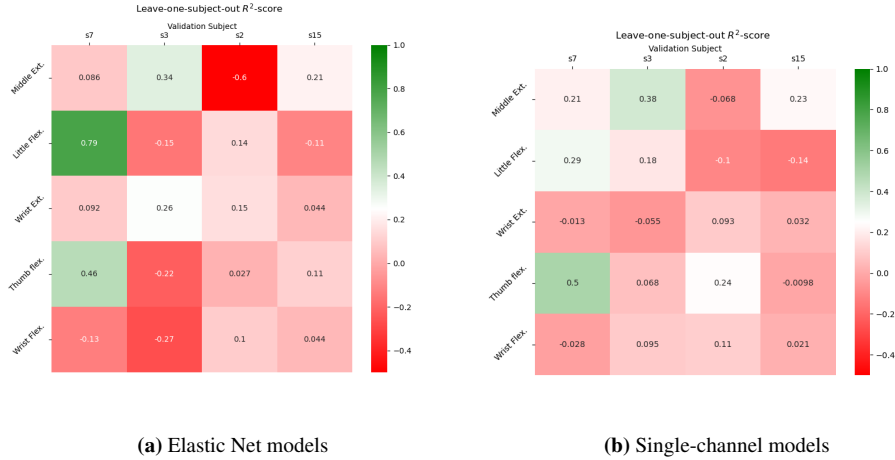 Leave-one-subject-out R²-score
Validation Subject
s7 s3 s2 s15
Middle Ext. 0.086 0.34 -0.6 0.21
Little Flex. 0.79 -0.15 0.14 -0.11
Wrist Ext. 0.092 0.26 0.15 0.044
Thumb flex. 0.46 -0.22 0.027 0.11
Wrist Flex. -0.13 -0.27 0.1 0.044
1.0
0.8
0.6
0.4
0.2
0.0
−0.2
−0.4
(a) Elastic Net models
Leave-one-subject-out R²-score
Validation Subject
s7 s3 s2 s15
Middle Ext. 0.21 0.38 -0.068 0.23
Little Flex. 0.29 0.18 -0.1 -0.14
Wrist Ext. -0.013 -0.055 0.093 0.032
Thumb flex. 0.5 0.068 0.24 -0.0098
Wrist Flex. -0.028 0.095 0.11 0.021
1.0
0.8
0.6
0.4
0.2
0.0
−0.2
−0.4
(b) Single-channel models